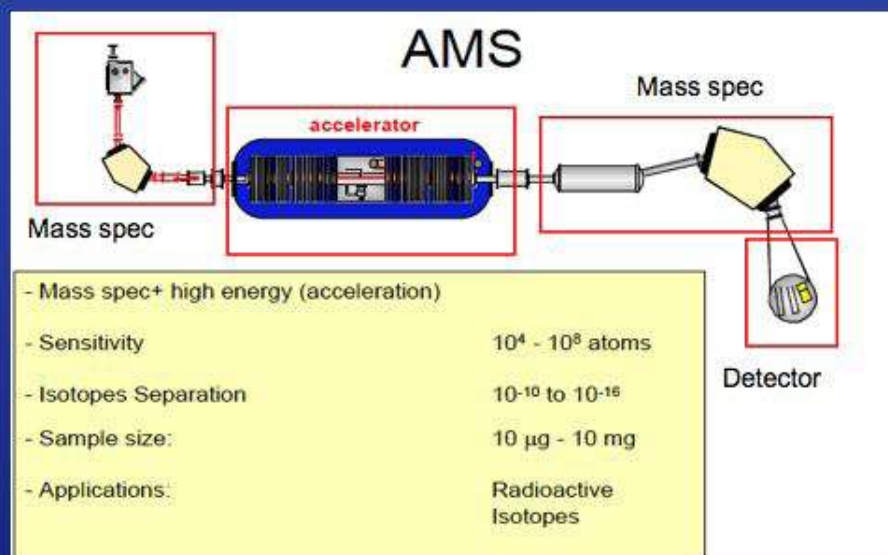 AMS
Mass spec
accelerator
Mass spec
Detector
- Mass spec+ high energy (acceleration)
- Sensitivity 10⁴ - 10⁸ atoms
- Isotopes Separation 10⁻¹⁰ to 10⁻¹⁶
- Sample size: 10 μg - 10 mg
- Applications: Radioactive
Isotopes